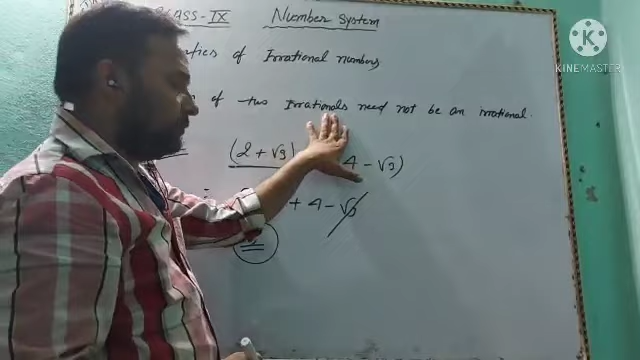 CLASS-IX Number System
of Irrational numbers
of two Irrationals need not be an irrational.
(2 + √3) 4 - √3)
+ 4 - √3
KINEMASTER